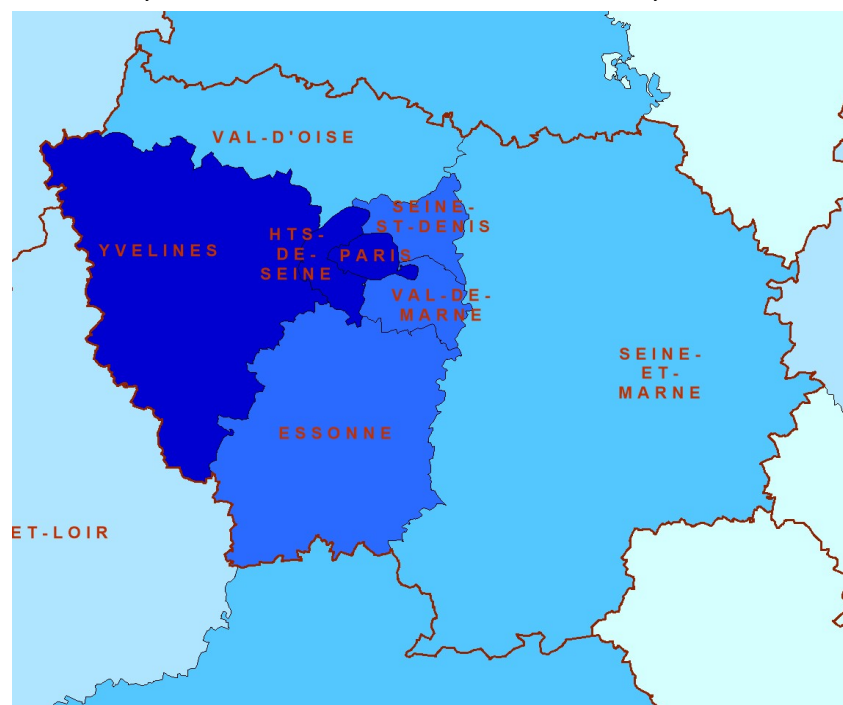 VAL-D'OISE
SEINE-
ST-DENIS
YVELINES
HTS-
DE-
SEINE
PARIS
VAL-DE-
MARNE
SEINE-
ET-
MARNE
ESSONNE
ET-LOIR